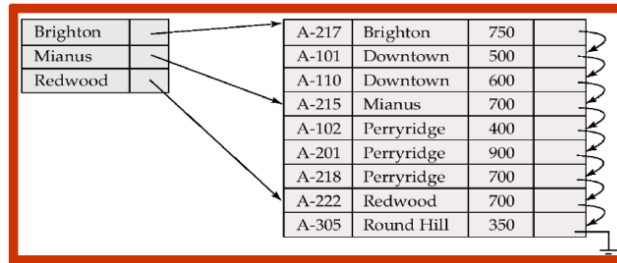 Brighton
Mianus
Redwood
A-217 Brighton 750
A-101 Downtown 500
A-110 Downtown 600
A-215 Mianus 700
A-102 Perryridge 400
A-201 Perryridge 900
A-218 Perryridge 700
A-222 Redwood 700
A-305 Round Hill 350